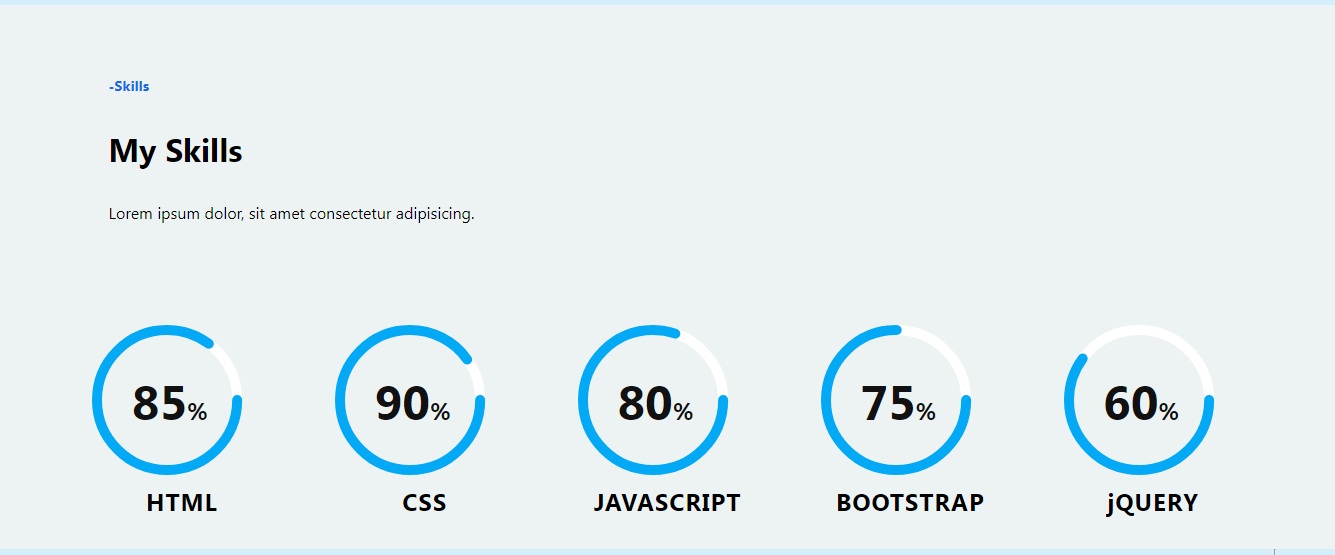 -Skills
My Skills
Lorem ipsum dolor, sit amet consectetur adipisicing.
85% 90% 80% 75% 60%
HTML CSS JAVASCRIPT BOOTSTRAP jQUERY